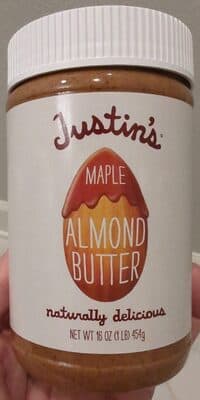 Justin's
MAPLE
ALMOND
BUTTER
naturally delicious
NET WT 16 OZ (1 LB) 454g